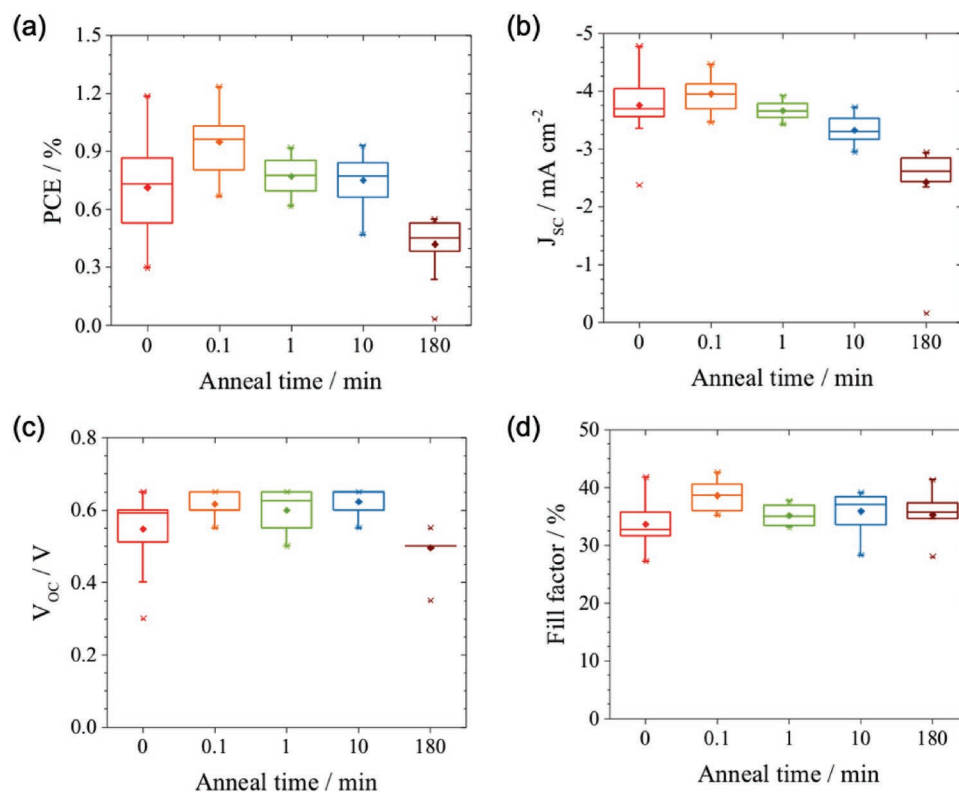 (a)
1.5
1.2
0.9
0.6
0.3
0.0
PCE / %
0 0.1 1 10 180
Anneal time / min
(b)
-5
-4
-3
-2
-1
0
J_SC / mA cm⁻²
0 0.1 1 10 180
Anneal time / min
(c)
0.8
0.6
0.4
0.2
0.0
V_OC / V
0 0.1 1 10 180
Anneal time / min
(d)
50
40
30
20
10
0
Fill factor / %
0 0.1 1 10 180
Anneal time / min